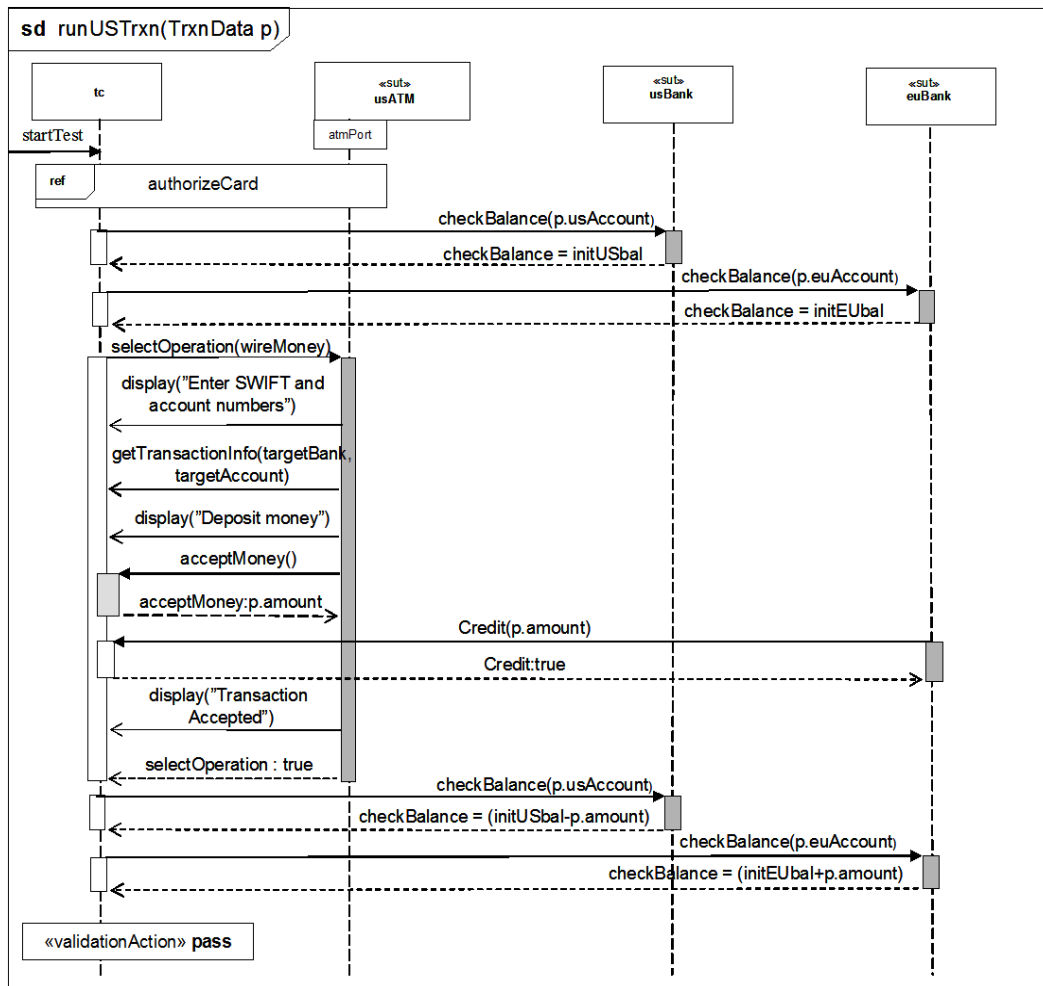 sd runUSTrxn(TrxnData p)
tc
«sut»
usATM
«sut»
usBank
«sut»
euBank
startTest
atmPort
ref
authorizeCard
checkBalance(p.usAccount)
checkBalance = initUSbal
checkBalance(p.euAccount)
checkBalance = initEUbal
selectOperation(wireMoney)
display("Enter SWIFT and
account numbers")
getTransactionInfo(targetBank,
targetAccount)
display("Deposit money")
acceptMoney()
acceptMoney:p.amount
Credit(p.amount)
Credit:true
display("Transaction
Accepted")
selectOperation : true
checkBalance(p.usAccount)
checkBalance = (initUSbal-p.amount)
checkBalance(p.euAccount)
checkBalance = (initEUbal+p.amount)
«validationAction» pass